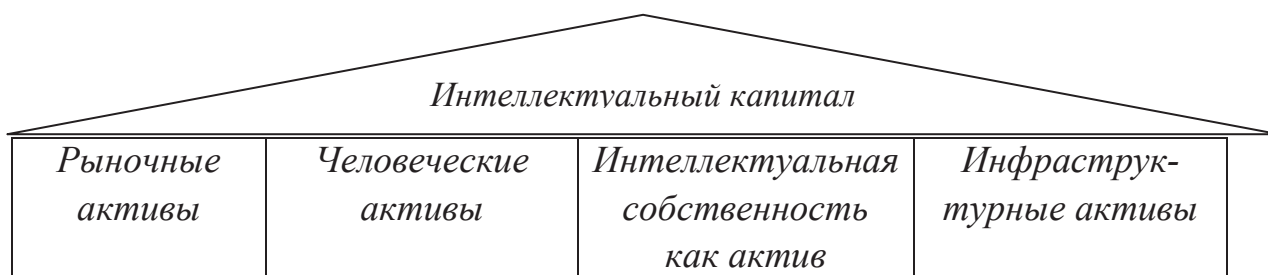 Интеллектуальный капитал
Рыночные
активы
Человеческие
активы
Интеллектуальная
собственность
как актив
Инфраструк-
турные активы